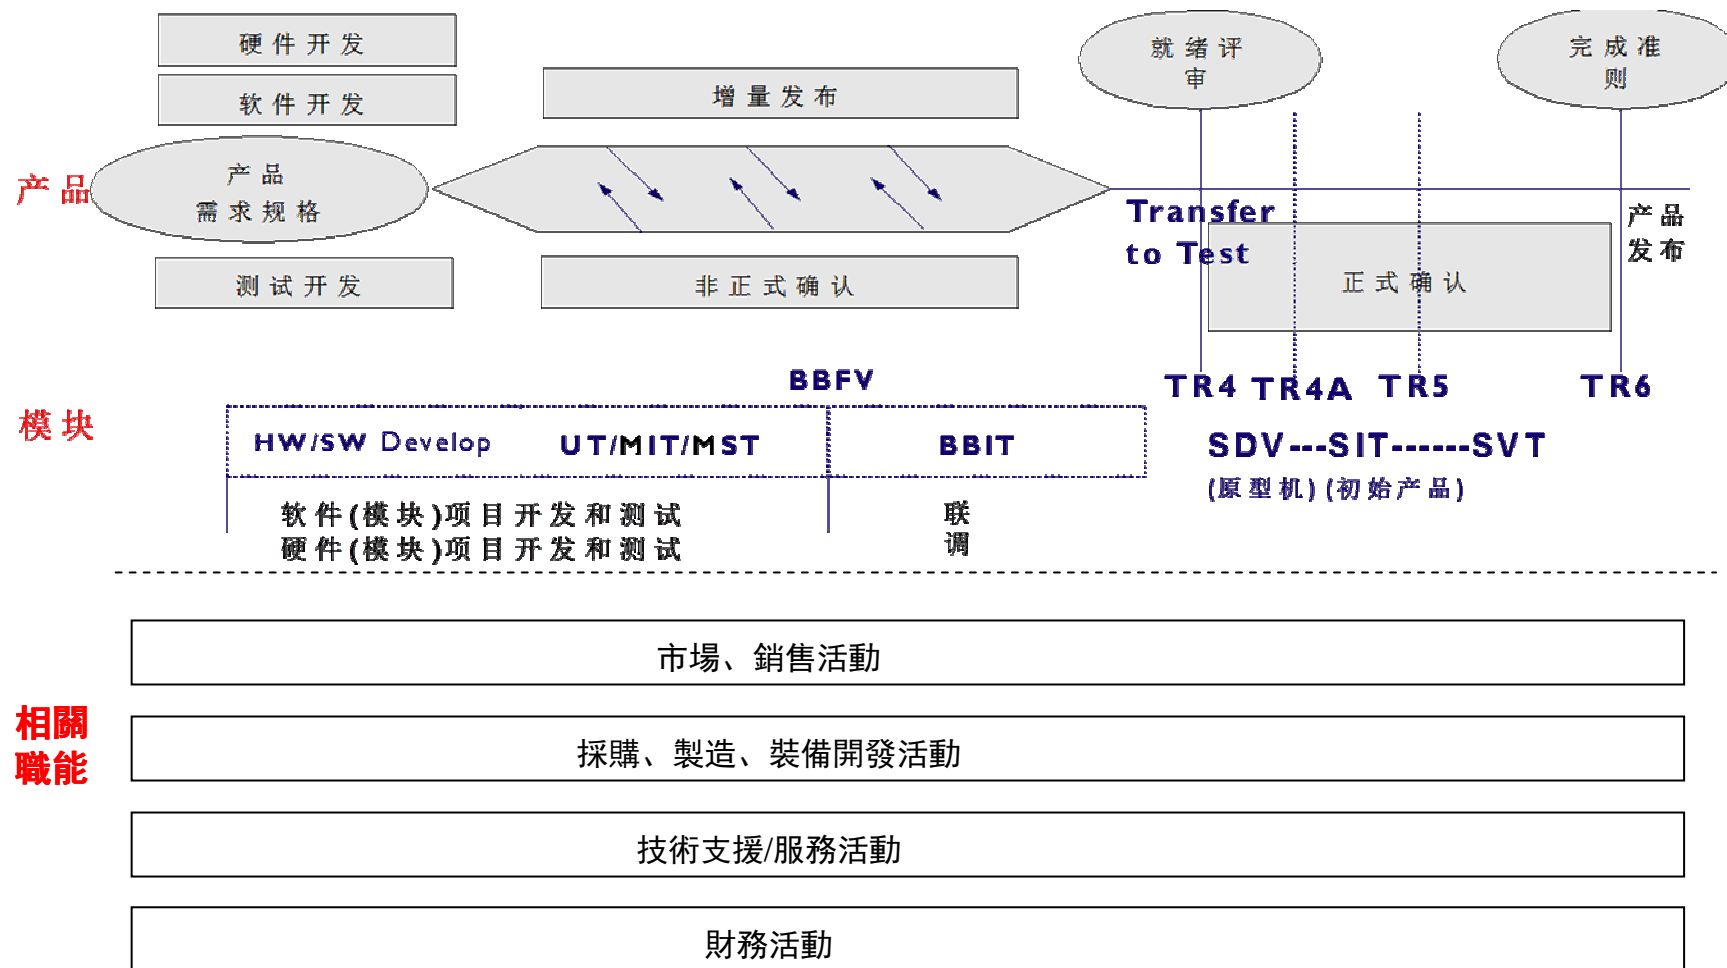 硬件开发
软件开发
增量发布
就绪评
审
完成准
则
产品
产品
需求规格
Transfer
to Test
产品
发布
测试开发
非正式确认
正式确认
BBFV
TR4 TR4A TR5 TR6
模块
HW/SW Develop UT/MIT/MST BBIT
SDV---SIT------SVT
(原型机)(初始产品)
软件(模块)项目开发和测试
硬件(模块)项目开发和测试
联
调
市場、銷售活動
相關
職能
採購、製造、裝備開發活動
技術支援/服務活動
財務活動